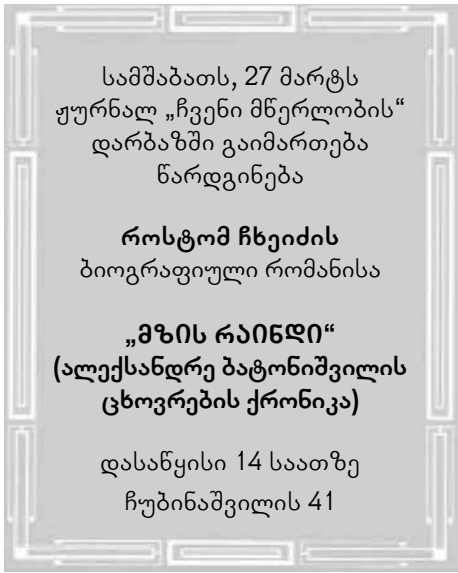 სამშაბათს, 27 მარტს
ჟურნალ „ჩვენი მწერლობის“
დარბაზში გაიმართება
წარდგინება
როსტომ ჩხეიძის
ბიოგრაფიული რომანისა
„მზის რაინდი“
(ალექსანდრე ბატონიშვილის
ცხოვრების ქრონიკა)
დასაწყისი 14 საათზე
ჩუბინაშვილის 41